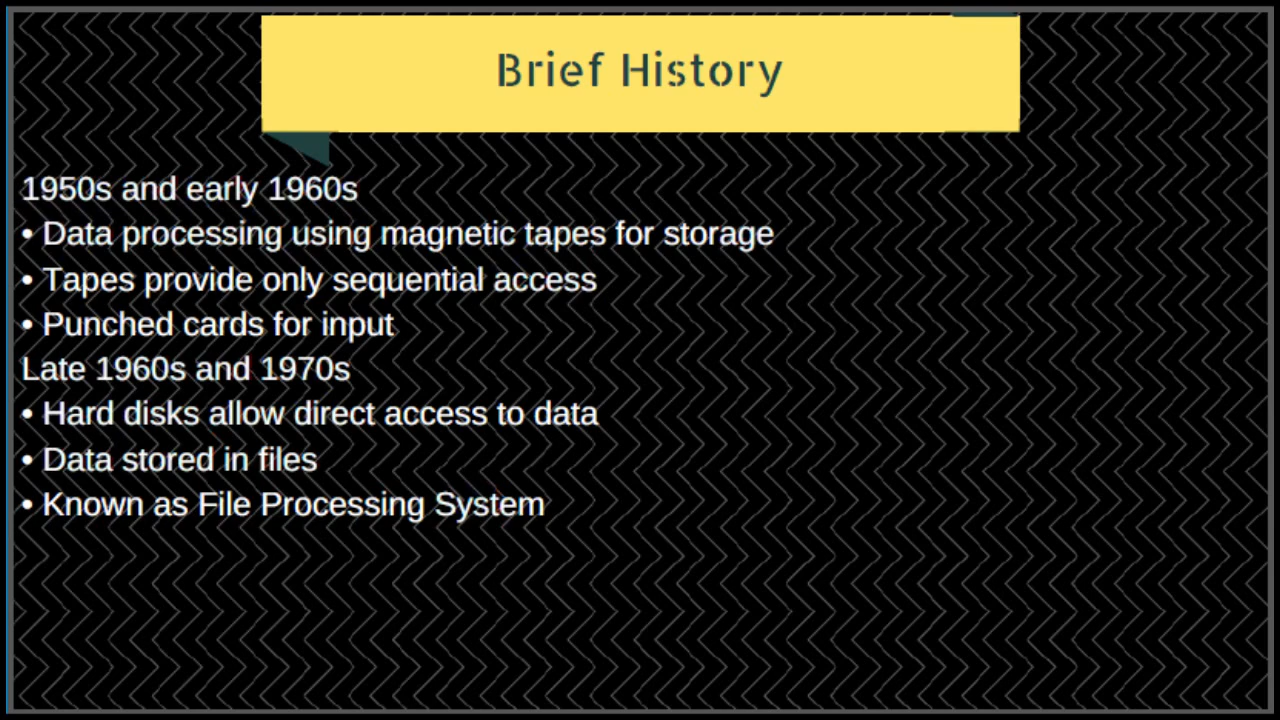 Brief History
1950s and early 1960s
• Data processing using magnetic tapes for storage
• Tapes provide only sequential access
• Punched cards for input
Late 1960s and 1970s
• Hard disks allow direct access to data
• Data stored in files
• Known as File Processing System